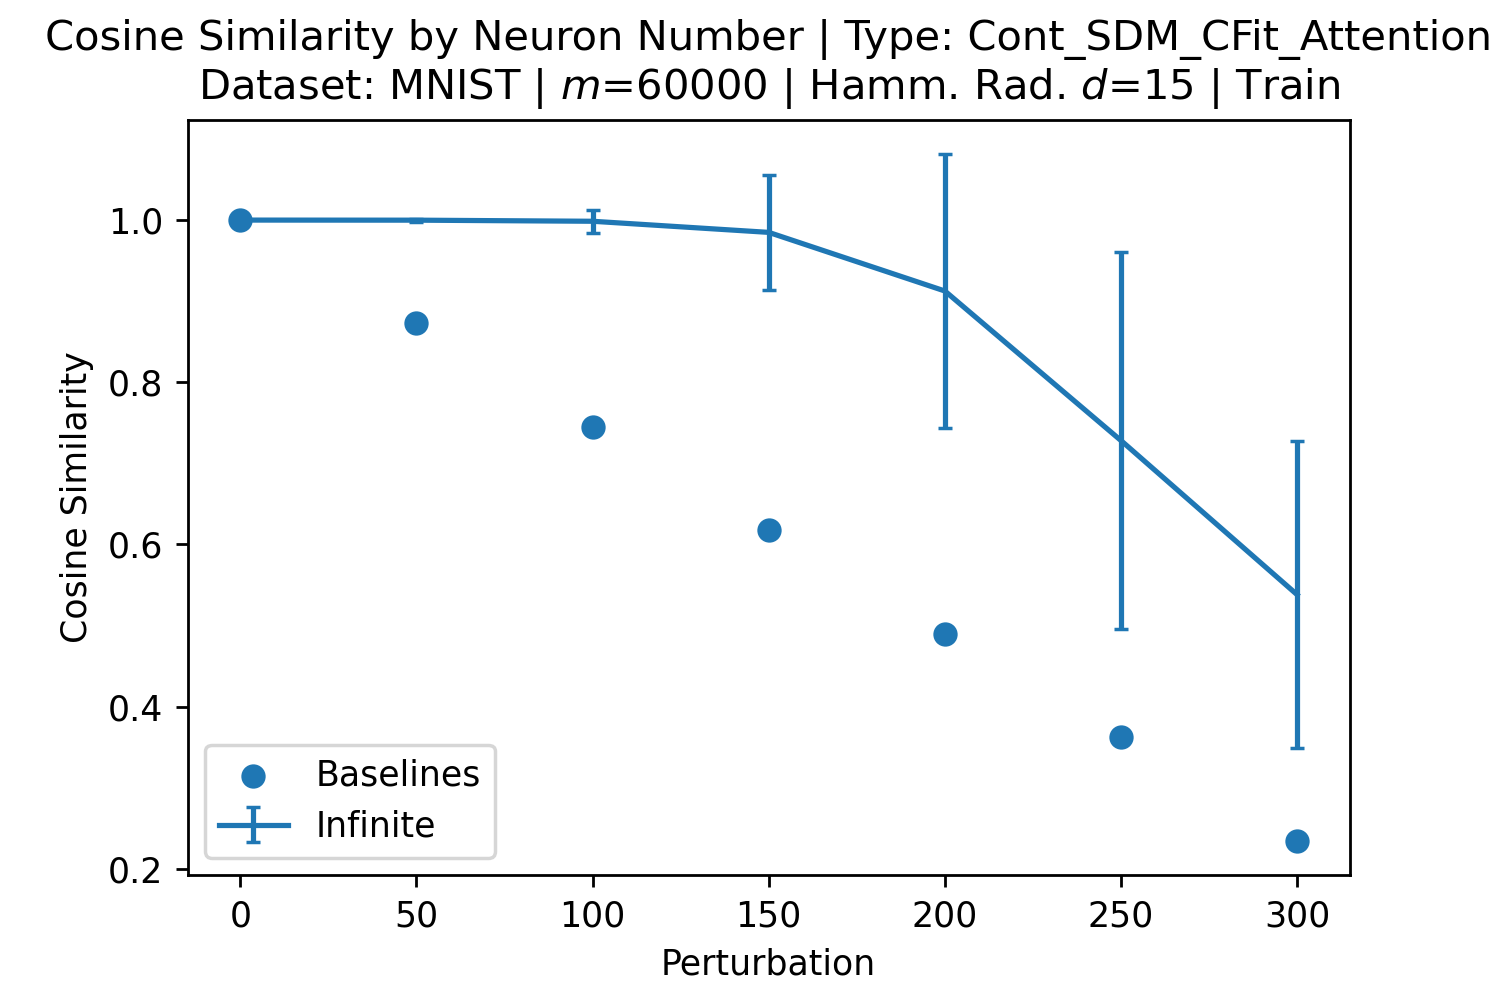 Cosine Similarity by Neuron Number | Type: Cont_SDM_CFit_Attention
Dataset: MNIST | m=60000 | Hamm. Rad. d=15 | Train
Cosine Similarity
1.0
0.8
0.6
0.4
0.2
Baselines
Infinite
0 50 100 150 200 250 300
Perturbation